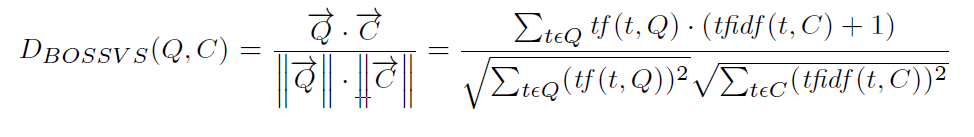 $D_{BOSSVS}(Q, C) = \frac{\overrightarrow{Q} \cdot \overrightarrow{C}}{\left\|\overrightarrow{Q}\right\| \cdot \left\|\overrightarrow{C}\right\|} = \frac{\sum_{t \epsilon Q} tf(t, Q) \cdot (tfidf(t, C) + 1)}{\sqrt{\sum_{t \epsilon Q} (tf(t, Q))^2} \sqrt{\sum_{t \epsilon C} (tfidf(t, C))^2}}$